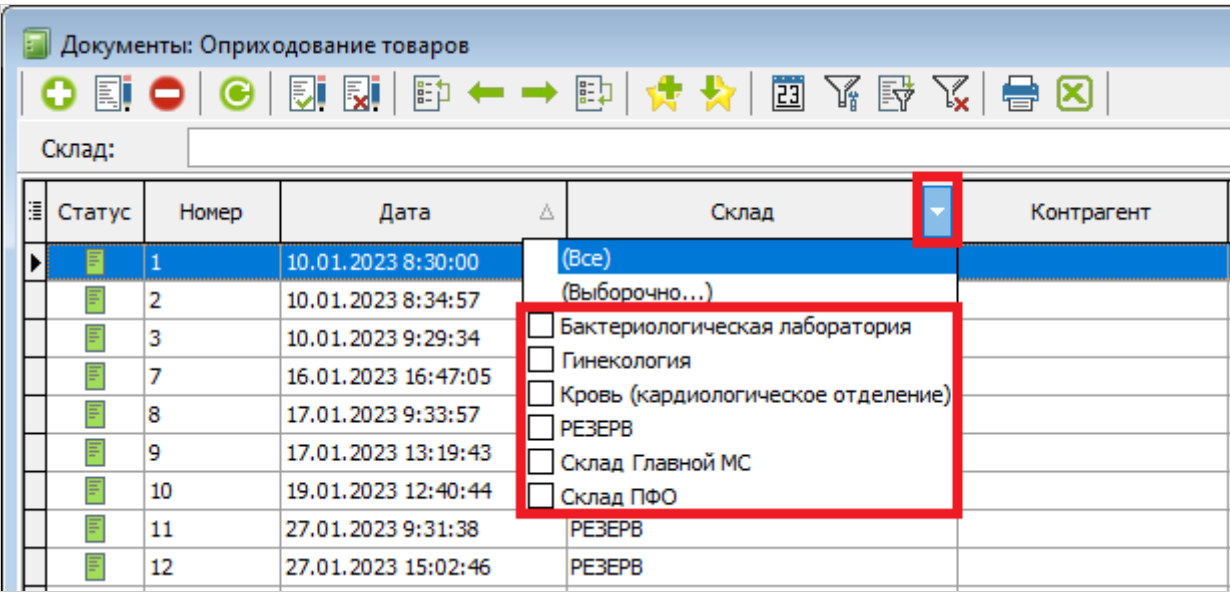 Документы: Оприходование товаров
23
Склад:
Статус Номер Дата Склад Контрагент
1 10.01.2023 8:30:00 (Все)
2 10.01.2023 8:34:57 (Выборочно...)
3 10.01.2023 9:29:34 Бактериологическая лаборатория
7 16.01.2023 16:47:05 Гинекология
Кровь (кардиологическое отделение)
8 17.01.2023 9:33:57 РЕЗЕРВ
9 17.01.2023 13:19:43 Склад Главной МС
10 19.01.2023 12:40:44 Склад ПФО
11 27.01.2023 9:31:38 РЕЗЕРВ
12 27.01.2023 15:02:46 РЕЗЕРВ